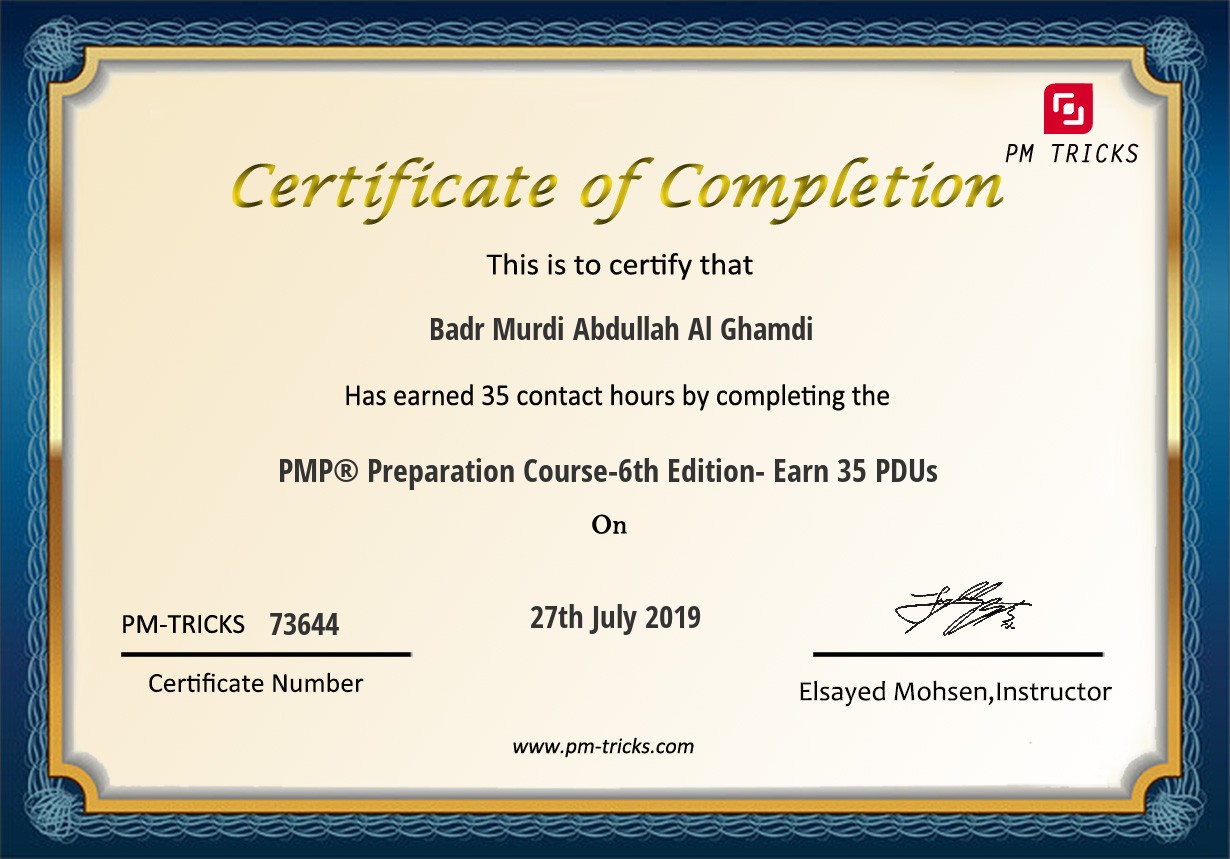 PM TRICKS
Certificate of Completion
This is to certify that
Badr Murdi Abdullah Al Ghamdi
Has earned 35 contact hours by completing the
PMP® Preparation Course-6th Edition- Earn 35 PDUs
On
PM-TRICKS 73644
27th July 2019
Certificate Number
Elsayed Mohsen,Instructor
www.pm-tricks.com